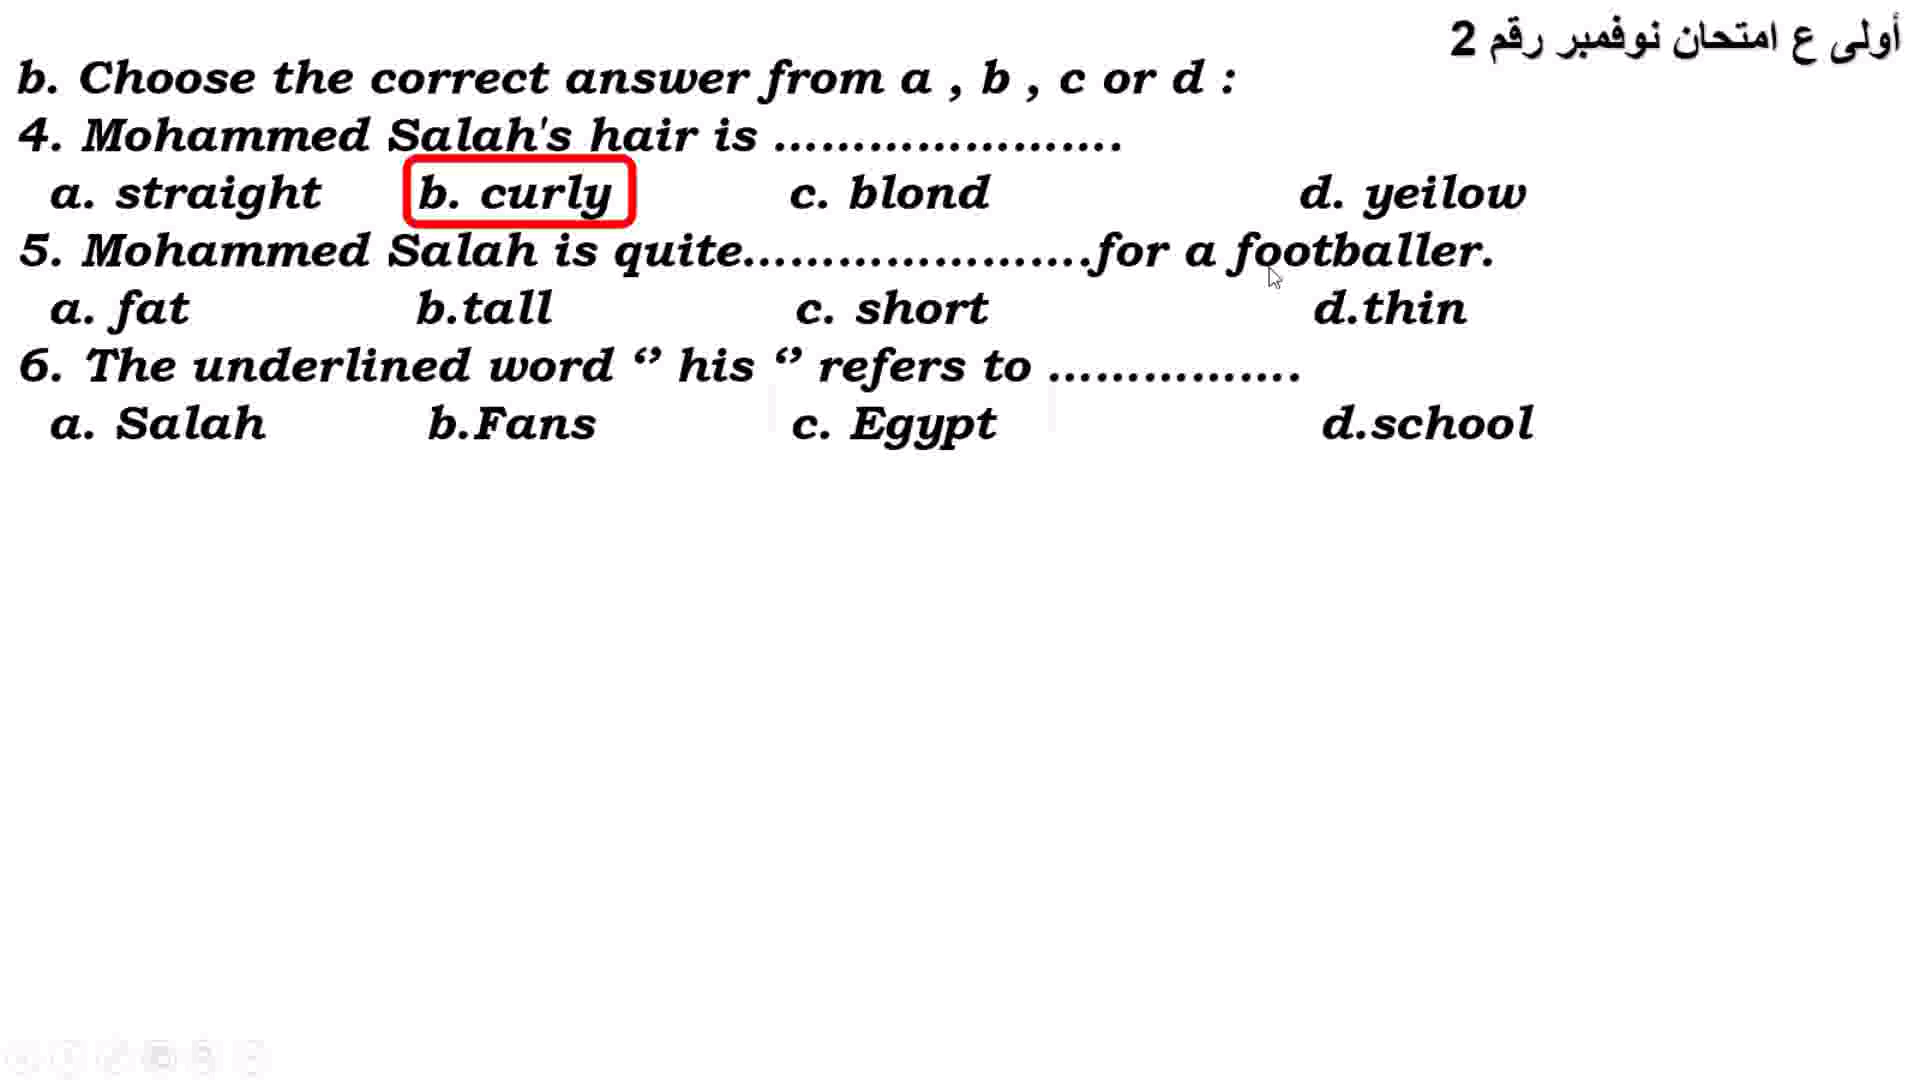 أولى ع امتحان نوفمبر رقم 2
b. Choose the correct answer from a , b , c or d :
4. Mohammed Salah's hair is ......................
a. straight b. curly c. blond d. yeilow
5. Mohammed Salah is quite......................for a footballer.
a. fat b.tall c. short d.thin
6. The underlined word ‘’ his ‘’ refers to ................
a. Salah b.Fans c. Egypt d.school